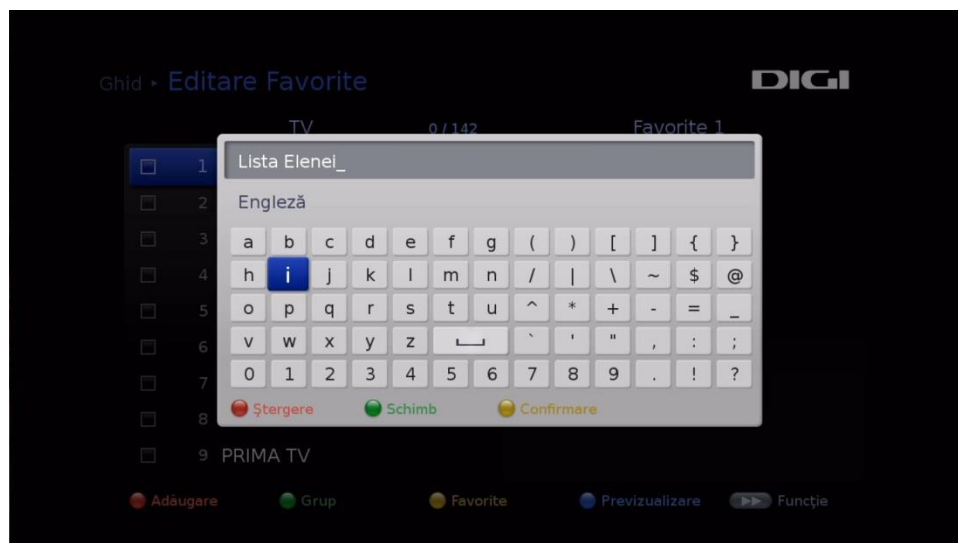 Ghid ▸ Editare Favorite
DIGI
TV 0 / 142 Favorite 1
Lista Elenei_
Engleză
a b c d e f g ( ) [ ] { }
h i j k l m n / | \ ~ $ @
o p q r s t u ^ * + - = _
v w x y z ⎵ ` ' " , : ;
0 1 2 3 4 5 6 7 8 9 . ! ?
Ştergere Schimb Confirmare
1
2
3
4
5
6
7
8
9 PRIMA TV
Adăugare Grup Favorite Previzualizare Funcţie